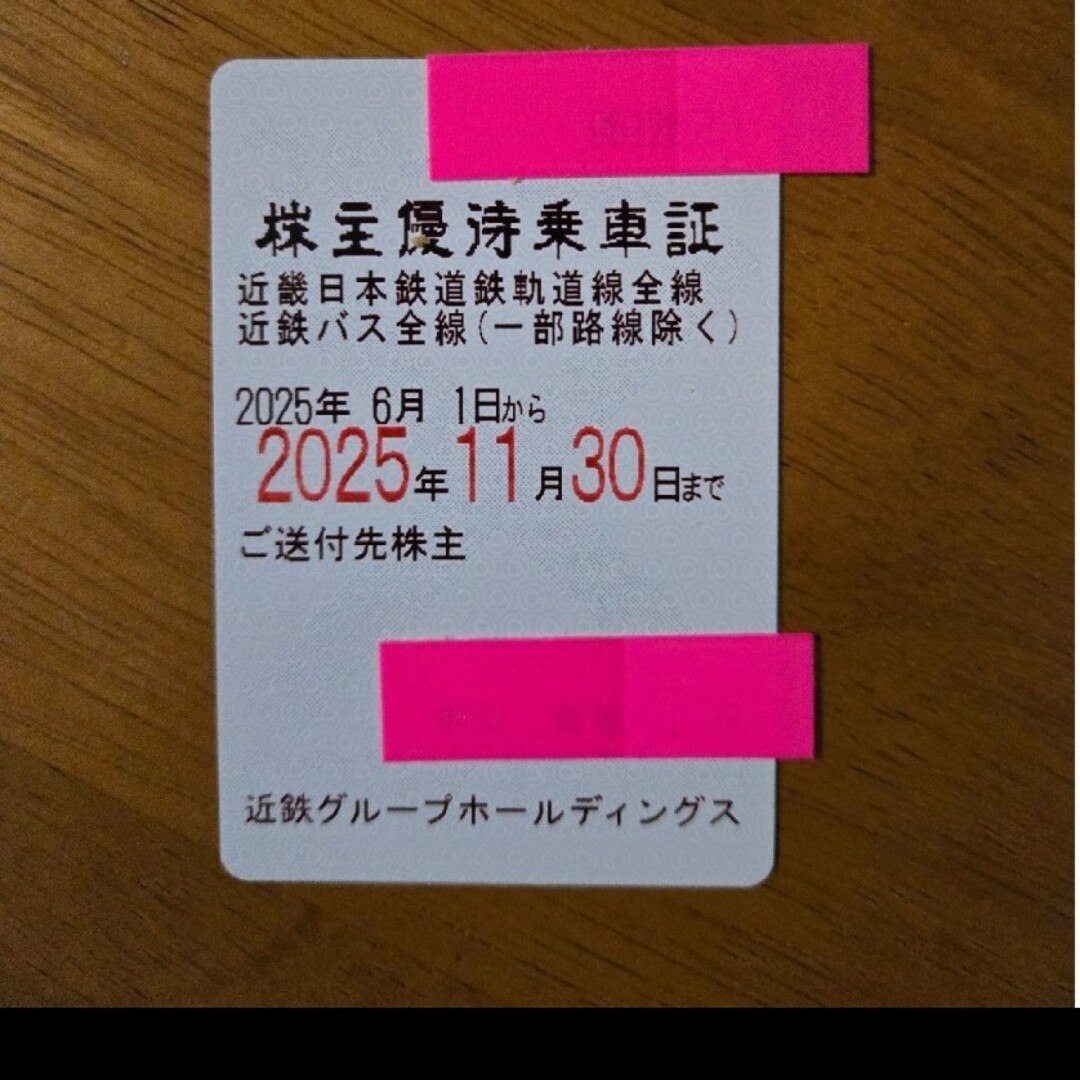 株主優待乗車証
近畿日本鉄道鉄軌道線全線
近鉄バス全線(一部路線除く)
2025年 6月 1日から
2025年11月30日まで
ご送付先株主
近鉄グループホールディングス